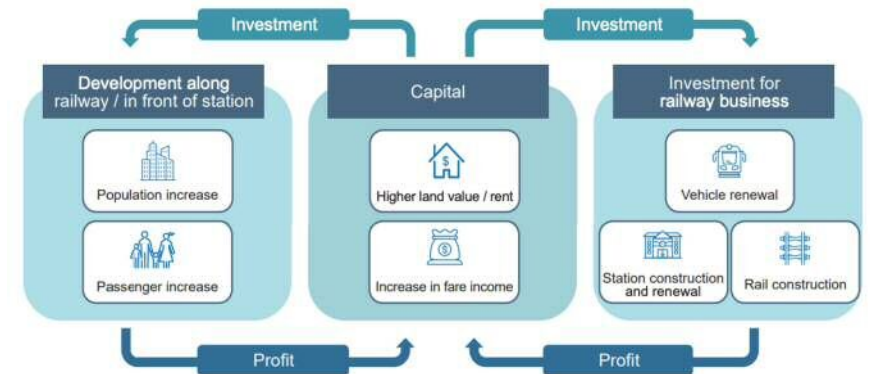 Investment
Investment
Development along
railway / in front of station
Capital
Investment for
railway business
Population increase
Higher land value / rent
Vehicle renewal
Passenger increase
Increase in fare income
Station construction
and renewal
Rail construction
Profit
Profit